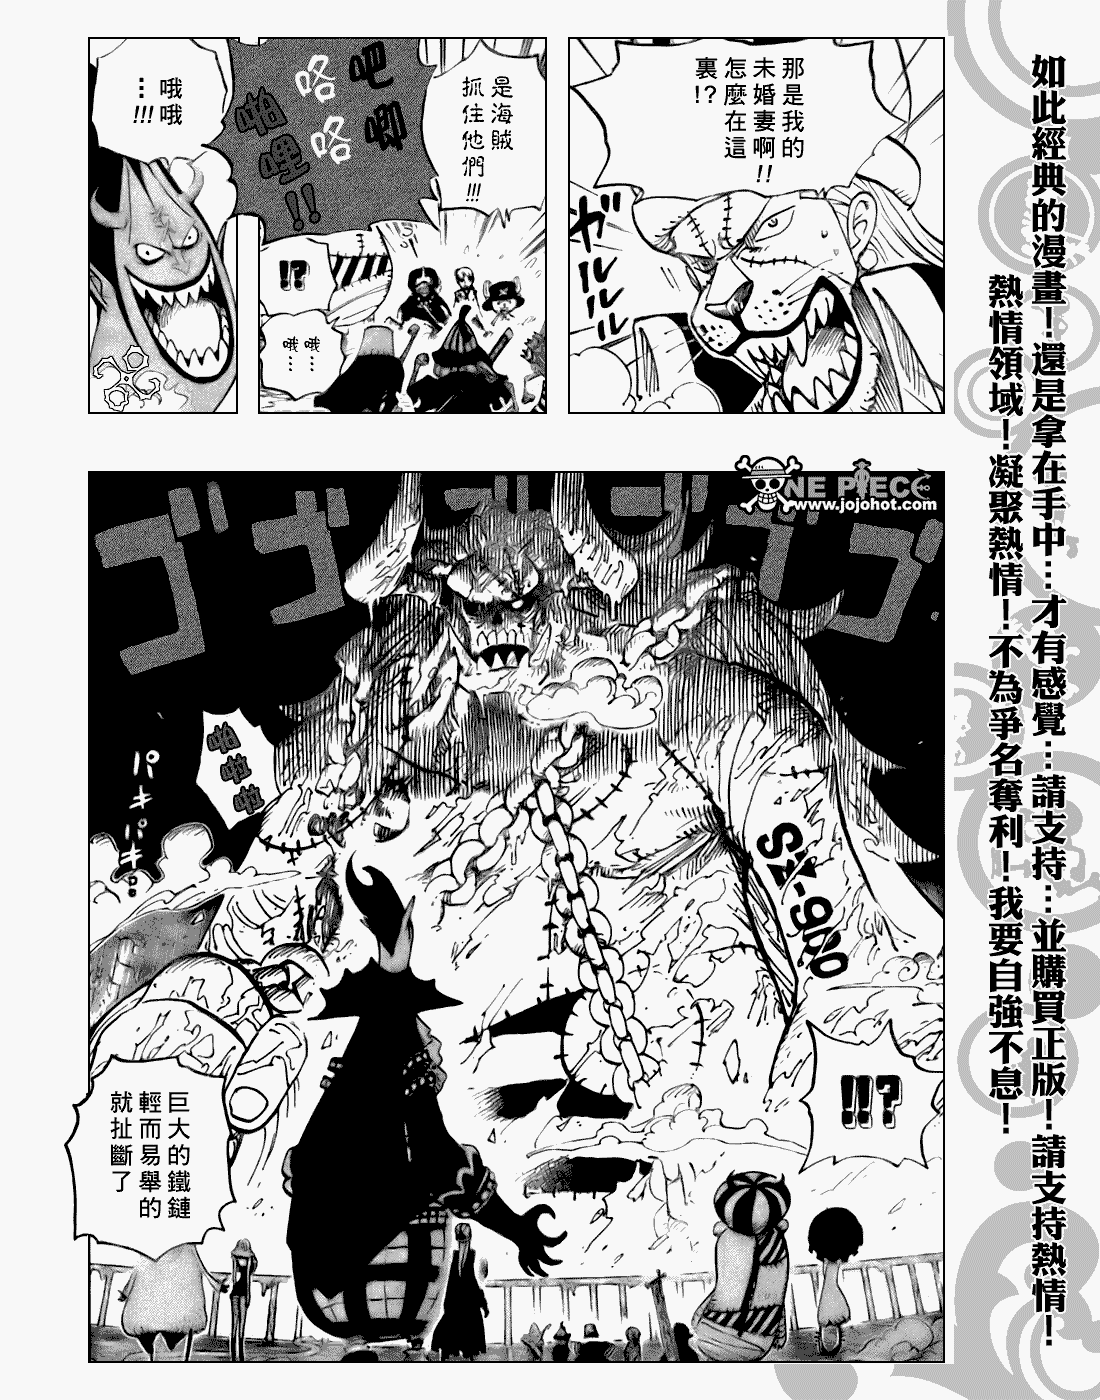 那是我的
未婚妻啊!!
怎麼在這
裏!?
ガルルルル
是海賊
抓住他們!!!
吧唦
咯咯
啪哩!!
!?
哦…
哦…
哦哦
…!!!
ONE PIECE
www.jojohot.com
ゴゴゴゴゴゴ
啪啦啦
パキパキ…
SZ-900
!!?
巨大的鐵鏈
輕而易舉的
就扯斷了
如此經典的漫畫！還是拿在手中…才有感覺…請支持…並購買正版！請支持熱情！
熱情領域！凝聚熱情！不為爭名奪利！我要自強不息！